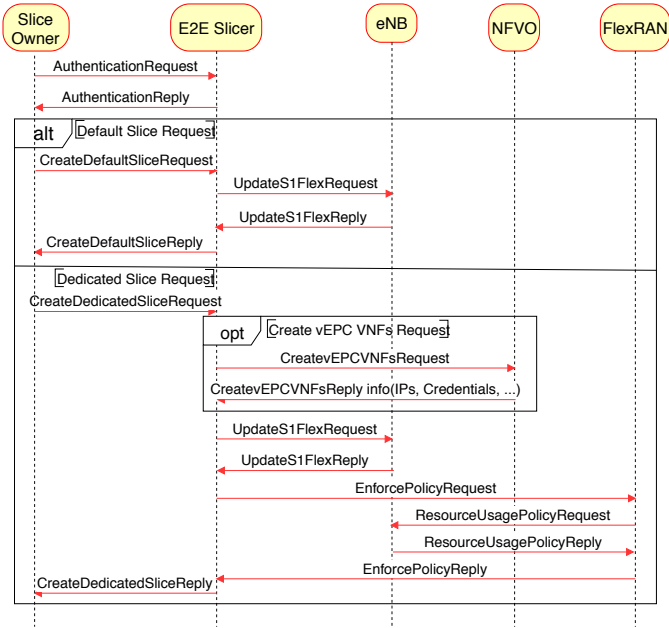 Slice
Owner
E2E Slicer
eNB
NFVO
FlexRAN
AuthenticationRequest
AuthenticationReply
alt
[Default Slice Request]
CreateDefaultSliceRequest
UpdateS1FlexRequest
UpdateS1FlexReply
CreateDefaultSliceReply
[Dedicated Slice Request]
CreateDedicatedSliceRequest
opt
[Create vEPC VNFs Request]
CreatevEPCVNFsRequest
CreatevEPCVNFsReply info(IPs, Credentials, ...)
UpdateS1FlexRequest
UpdateS1FlexReply
EnforcePolicyRequest
ResourceUsagePolicyRequest
ResourceUsagePolicyReply
EnforcePolicyReply
CreateDedicatedSliceReply